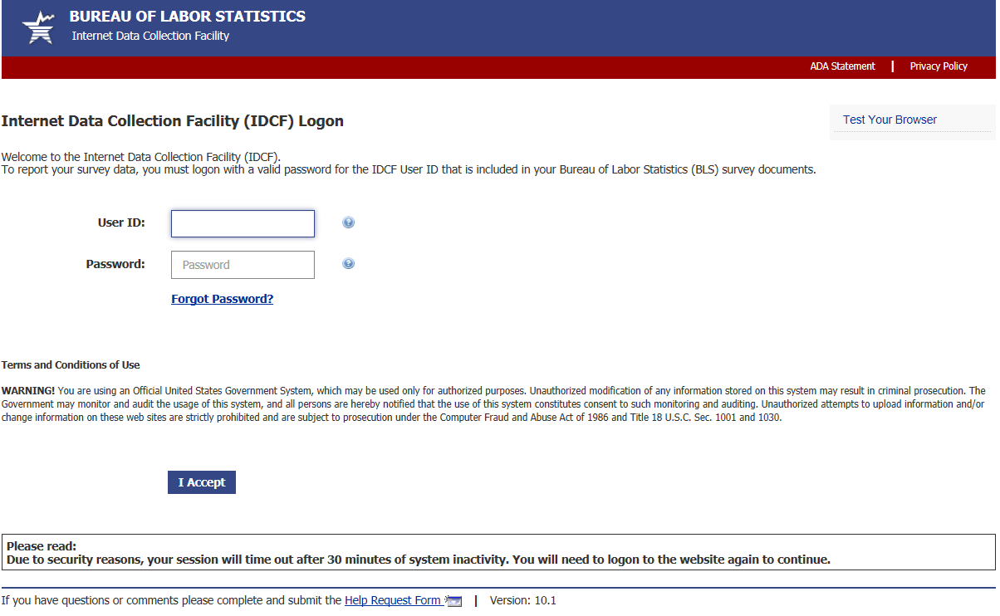 BUREAU OF LABOR STATISTICS
Internet Data Collection Facility
ADA Statement | Privacy Policy
Internet Data Collection Facility (IDCF) Logon
Test Your Browser
Welcome to the Internet Data Collection Facility (IDCF).
To report your survey data, you must logon with a valid password for the IDCF User ID that is included in your Bureau of Labor Statistics (BLS) survey documents.
User ID:
?
Password:
Password
?
Forgot Password?
Terms and Conditions of Use
WARNING! You are using an Official United States Government System, which may be used only for authorized purposes. Unauthorized modification of any information stored on this system may result in criminal prosecution. The
Government may monitor and audit the usage of this system, and all persons are hereby notified that the use of this system constitutes consent to such monitoring and auditing. Unauthorized attempts to upload information and/or
change information on these web sites are strictly prohibited and are subject to prosecution under the Computer Fraud and Abuse Act of 1986 and Title 18 U.S.C. Sec. 1001 and 1030.
I Accept
Please read:
Due to security reasons, your session will time out after 30 minutes of system inactivity. You will need to logon to the website again to continue.
If you have questions or comments please complete and submit the Help Request Form | Version: 10.1